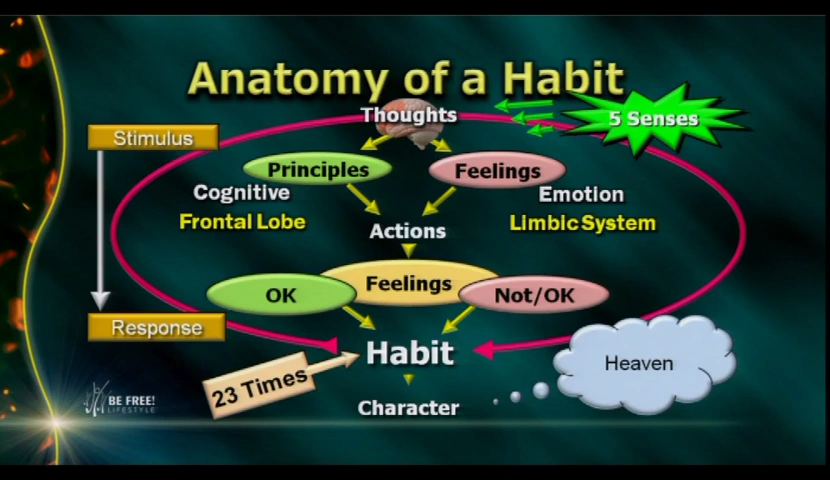 Anatomy of a Habit
Thoughts
5 Senses
Stimulus
Principles
Feelings
Cognitive
Emotion
Frontal Lobe
Limbic System
Actions
Feelings
OK
Not/OK
Response
Habit
Heaven
23 Times
Character
BE FREE!
LIFESTYLE